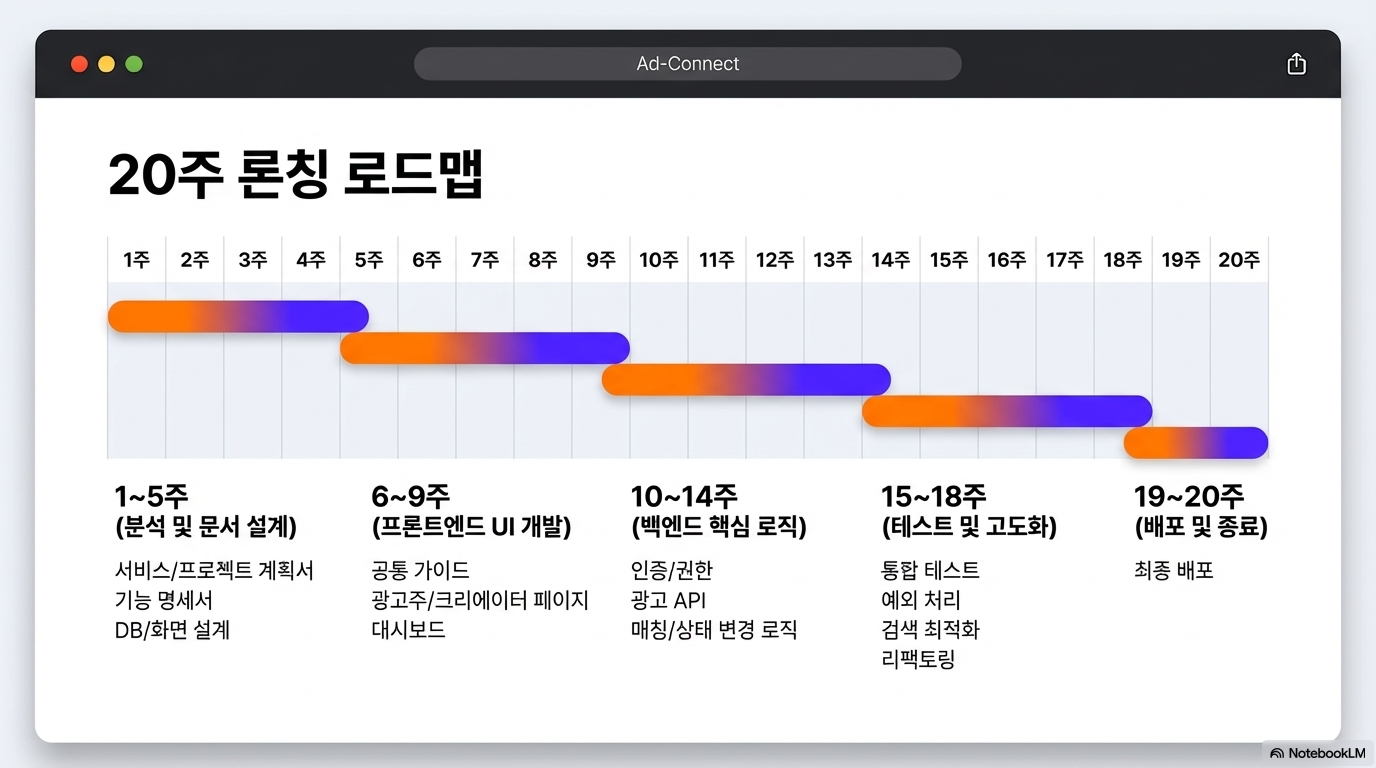 Ad-Connect
20주 론칭 로드맵
1주 2주 3주 4주 5주 6주 7주 8주 9주 10주 11주 12주 13주 14주 15주 16주 17주 18주 19주 20주
1~5주
(분석 및 문서 설계)
서비스/프로젝트 계획서
기능 명세서
DB/화면 설계
6~9주
(프론트엔드 UI 개발)
공통 가이드
광고주/크리에이터 페이지
대시보드
10~14주
(백엔드 핵심 로직)
인증/권한
광고 API
매칭/상태 변경 로직
15~18주
(테스트 및 고도화)
통합 테스트
예외 처리
검색 최적화
리팩토링
19~20주
(배포 및 종료)
최종 배포
NotebookLM